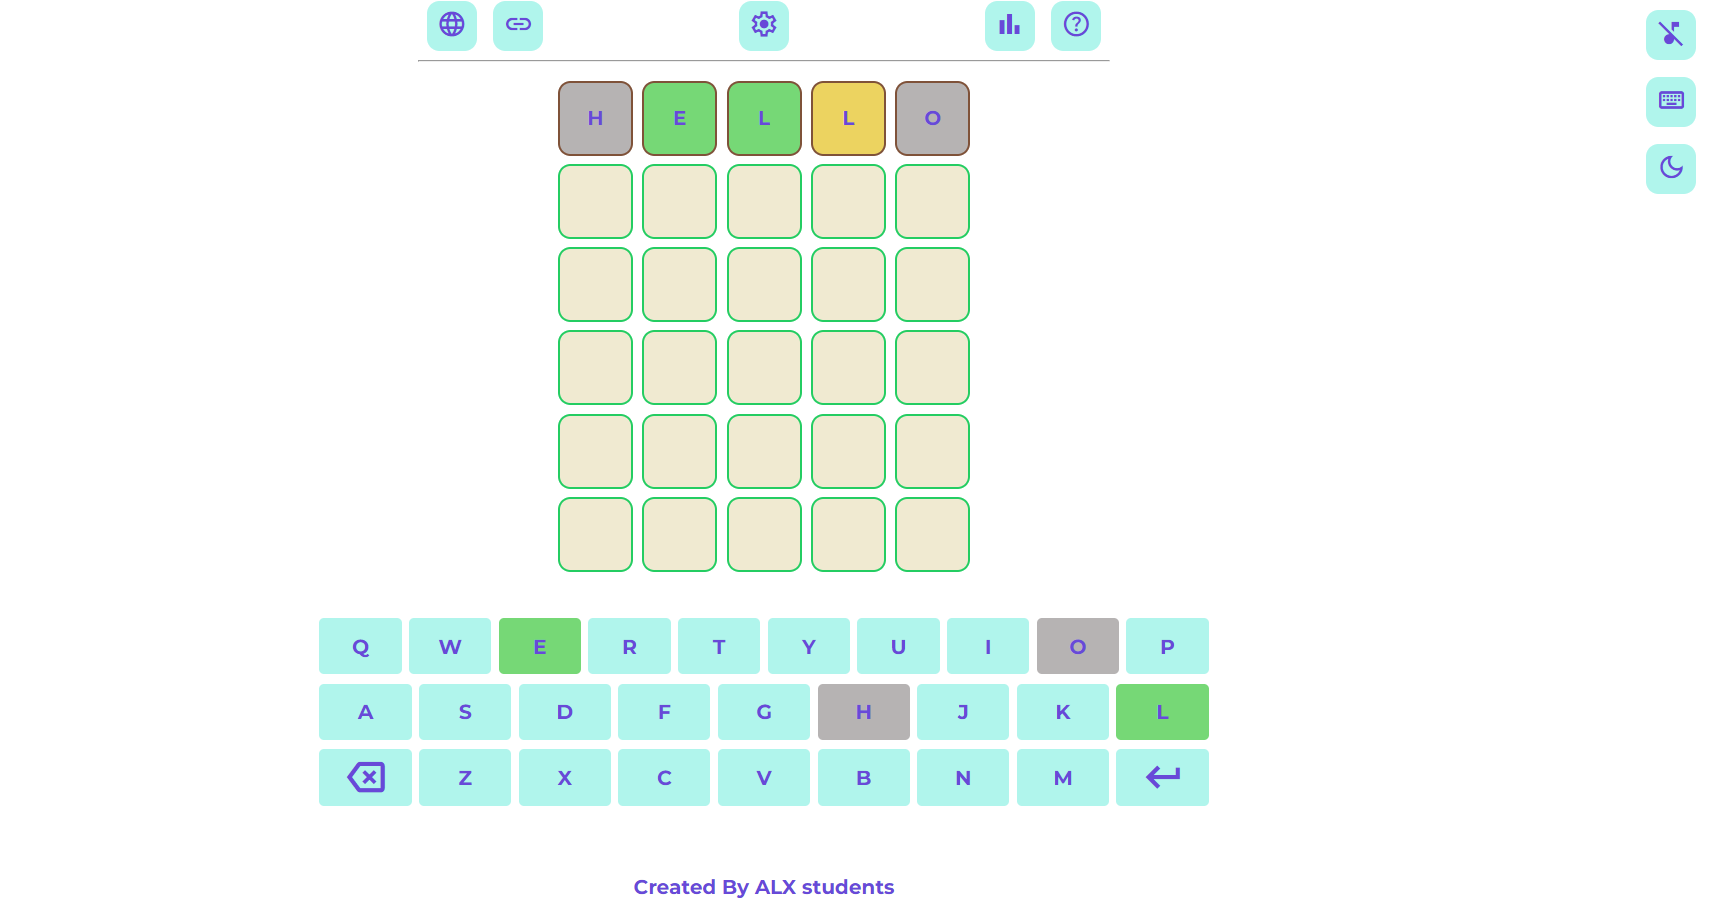 H E L L O
Q W E R T Y U I O P
A S D F G H J K L
Z X C V B N M
Created By ALX students